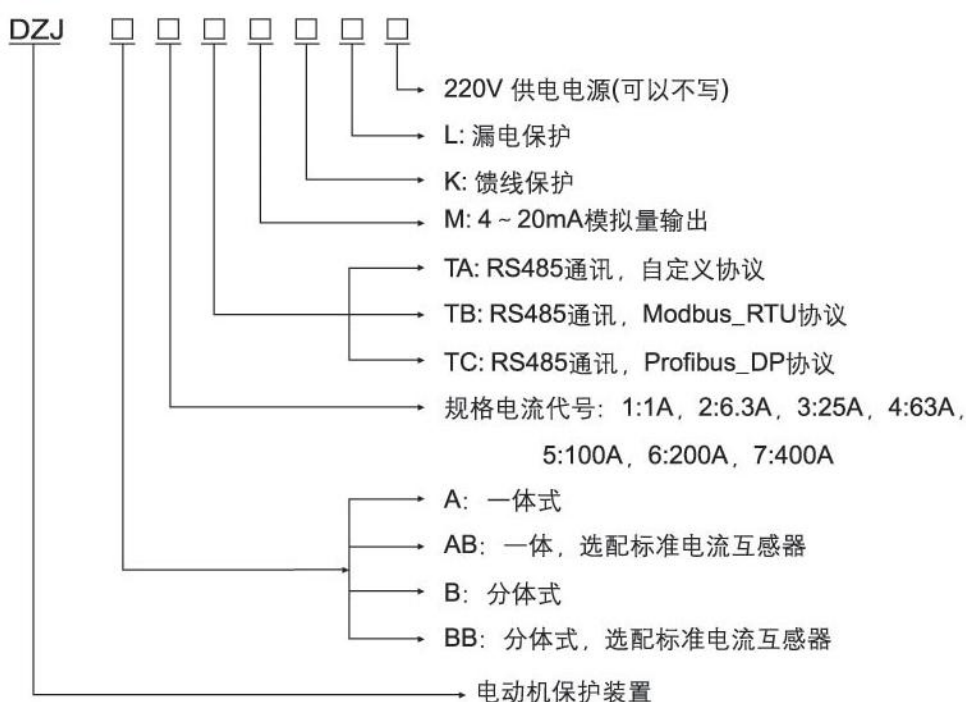 DZJ □ □ □ □ □ □ □
220V 供电电源(可以不写)
L: 漏电保护
K: 馈线保护
M: 4～20mA模拟量输出
TA: RS485通讯，自定义协议
TB: RS485通讯，Modbus_RTU协议
TC: RS485通讯，Profibus_DP协议
规格电流代号：1:1A，2:6.3A，3:25A，4:63A，
5:100A，6:200A，7:400A
A：一体式
AB：一体，选配标准电流互感器
B：分体式
BB：分体式，选配标准电流互感器
电动机保护装置